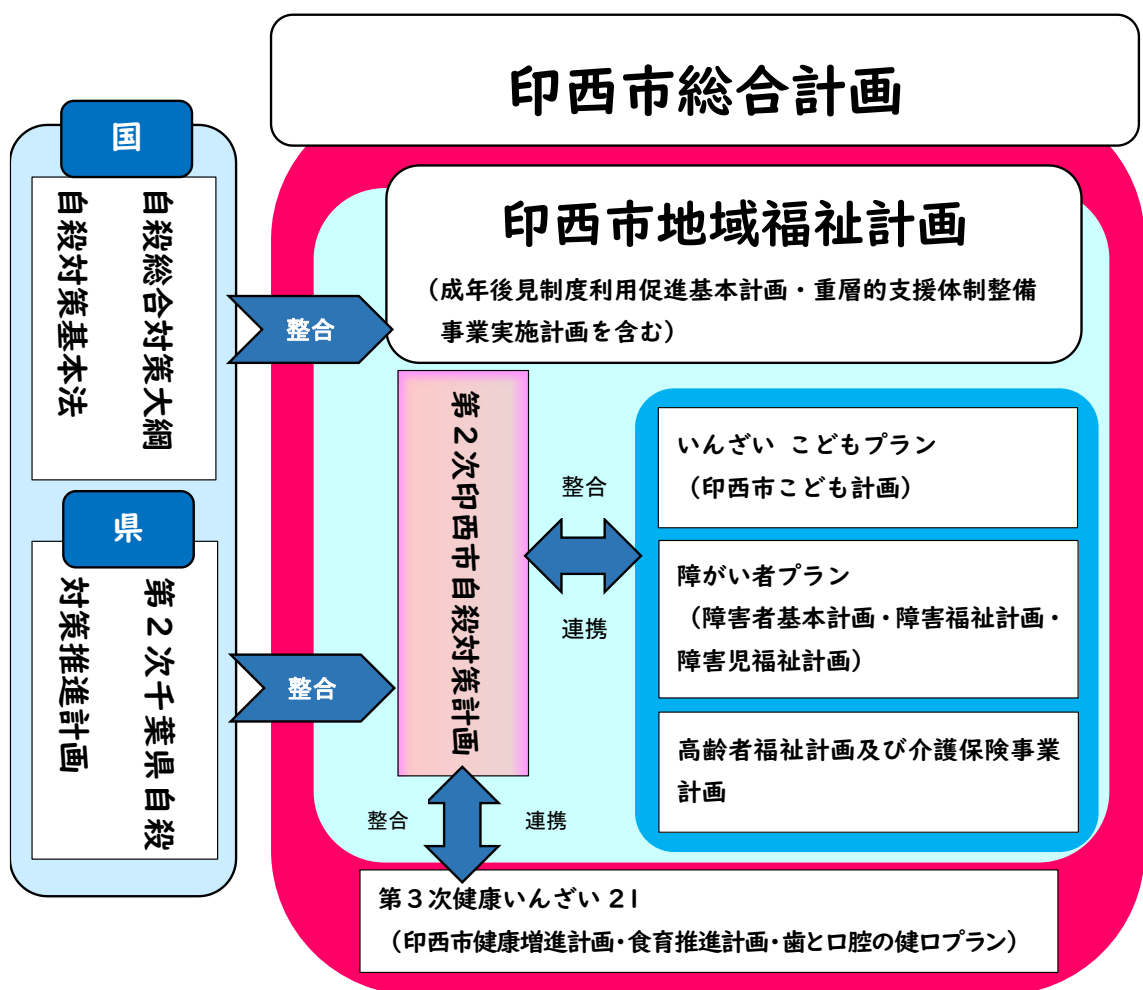 印西市総合計画
国
自殺総合対策大綱
自殺対策基本法
県
第２次千葉県自殺
対策推進計画
整合
整合
印西市地域福祉計画
（成年後見制度利用促進基本計画・重層的支援体制整備
事業実施計画を含む）
第２次印西市自殺対策計画
整合
連携
いんざい こどもプラン
（印西市こども計画）
障がい者プラン
（障害者基本計画・障害福祉計画・
障害児福祉計画）
高齢者福祉計画及び介護保険事業
計画
整合
連携
第３次健康いんざい 21
（印西市健康増進計画・食育推進計画・歯と口腔の健口プラン）